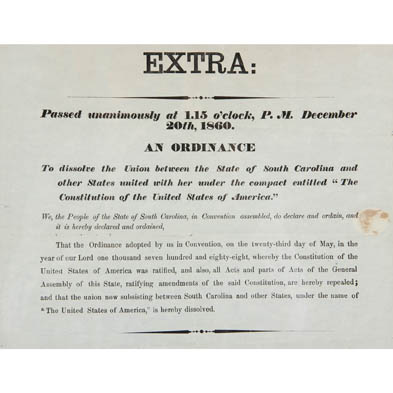 EXTRA:
Passed unanimously at 1.15 o'clock, P. M. December
20th, 1860.
AN ORDINANCE
To dissolve the Union between the State of South Carolina and
other States united with her under the compact entitled "The
Constitution of the United States of America."
We, the People of the State of South Carolina, in Convention assembled, do declare and ordain, and
it is hereby declared and ordained,
That the Ordinance adopted by us in Convention, on the twenty-third day of May, in the
year of our Lord one thousand seven hundred and eighty-eight, whereby the Constitution of the
United States of America was ratified, and also, all Acts and parts of Acts of the General
Assembly of this State, ratifying amendments of the said Constitution, are hereby repealed;
and that the union now subsisting between South Carolina and other States, under the name of
"The United States of America," is hereby dissolved.